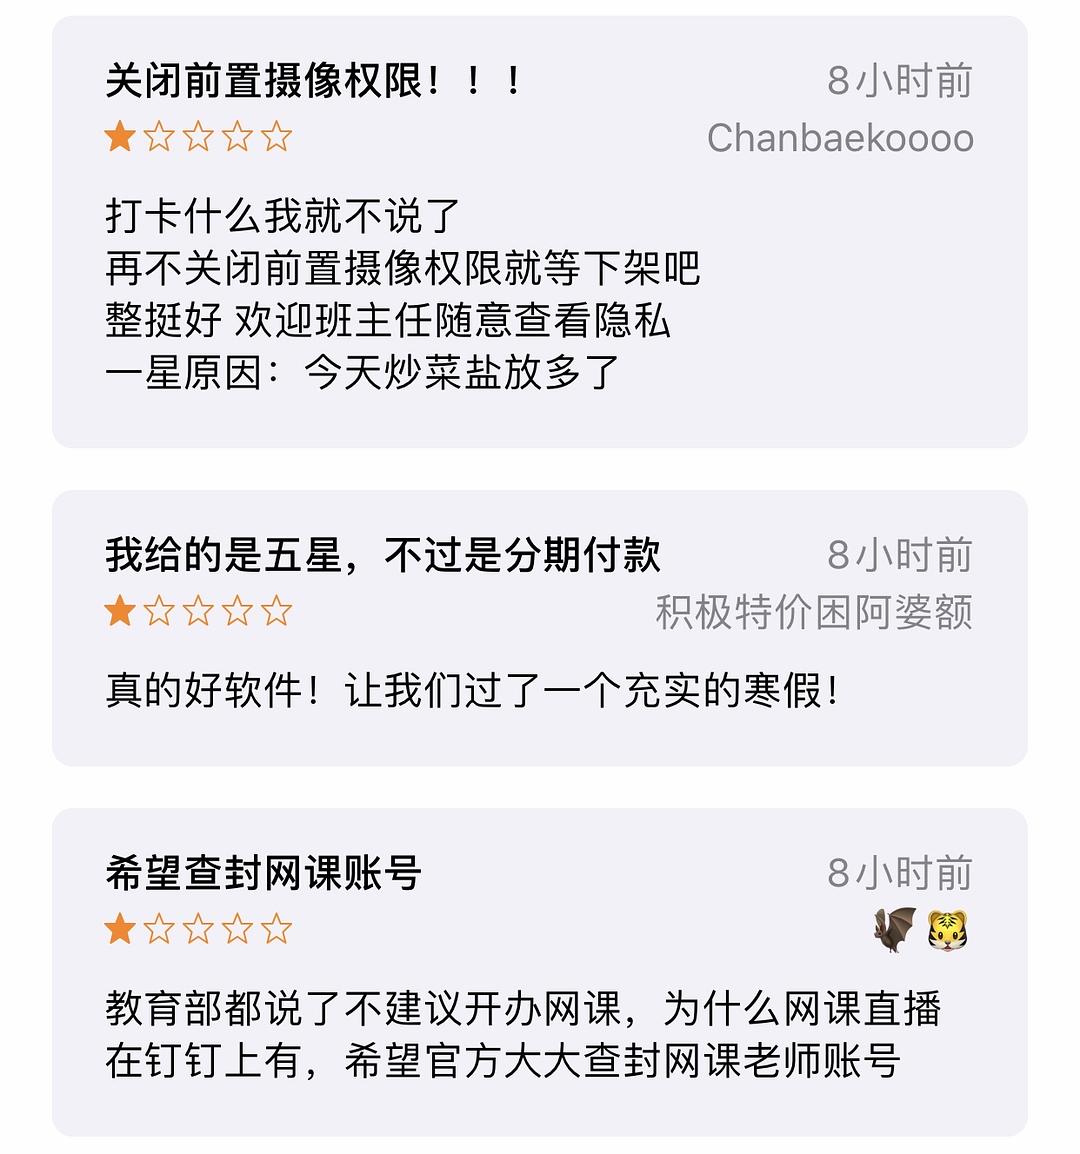 关闭前置摄像权限！！！ 8小时前
Chanbaekoooo
打卡什么我就不说了
再不关闭前置摄像权限就等下架吧
整挺好 欢迎班主任随意查看隐私
一星原因：今天炒菜盐放多了
我给的是五星，不过是分期付款 8小时前
积极特价困阿婆额
真的好软件！让我们过了一个充实的寒假！
希望查封网课账号 8小时前
🦇🐯
教育部都说了不建议开办网课，为什么网课直播
在钉钉上有，希望官方大大查封网课老师账号